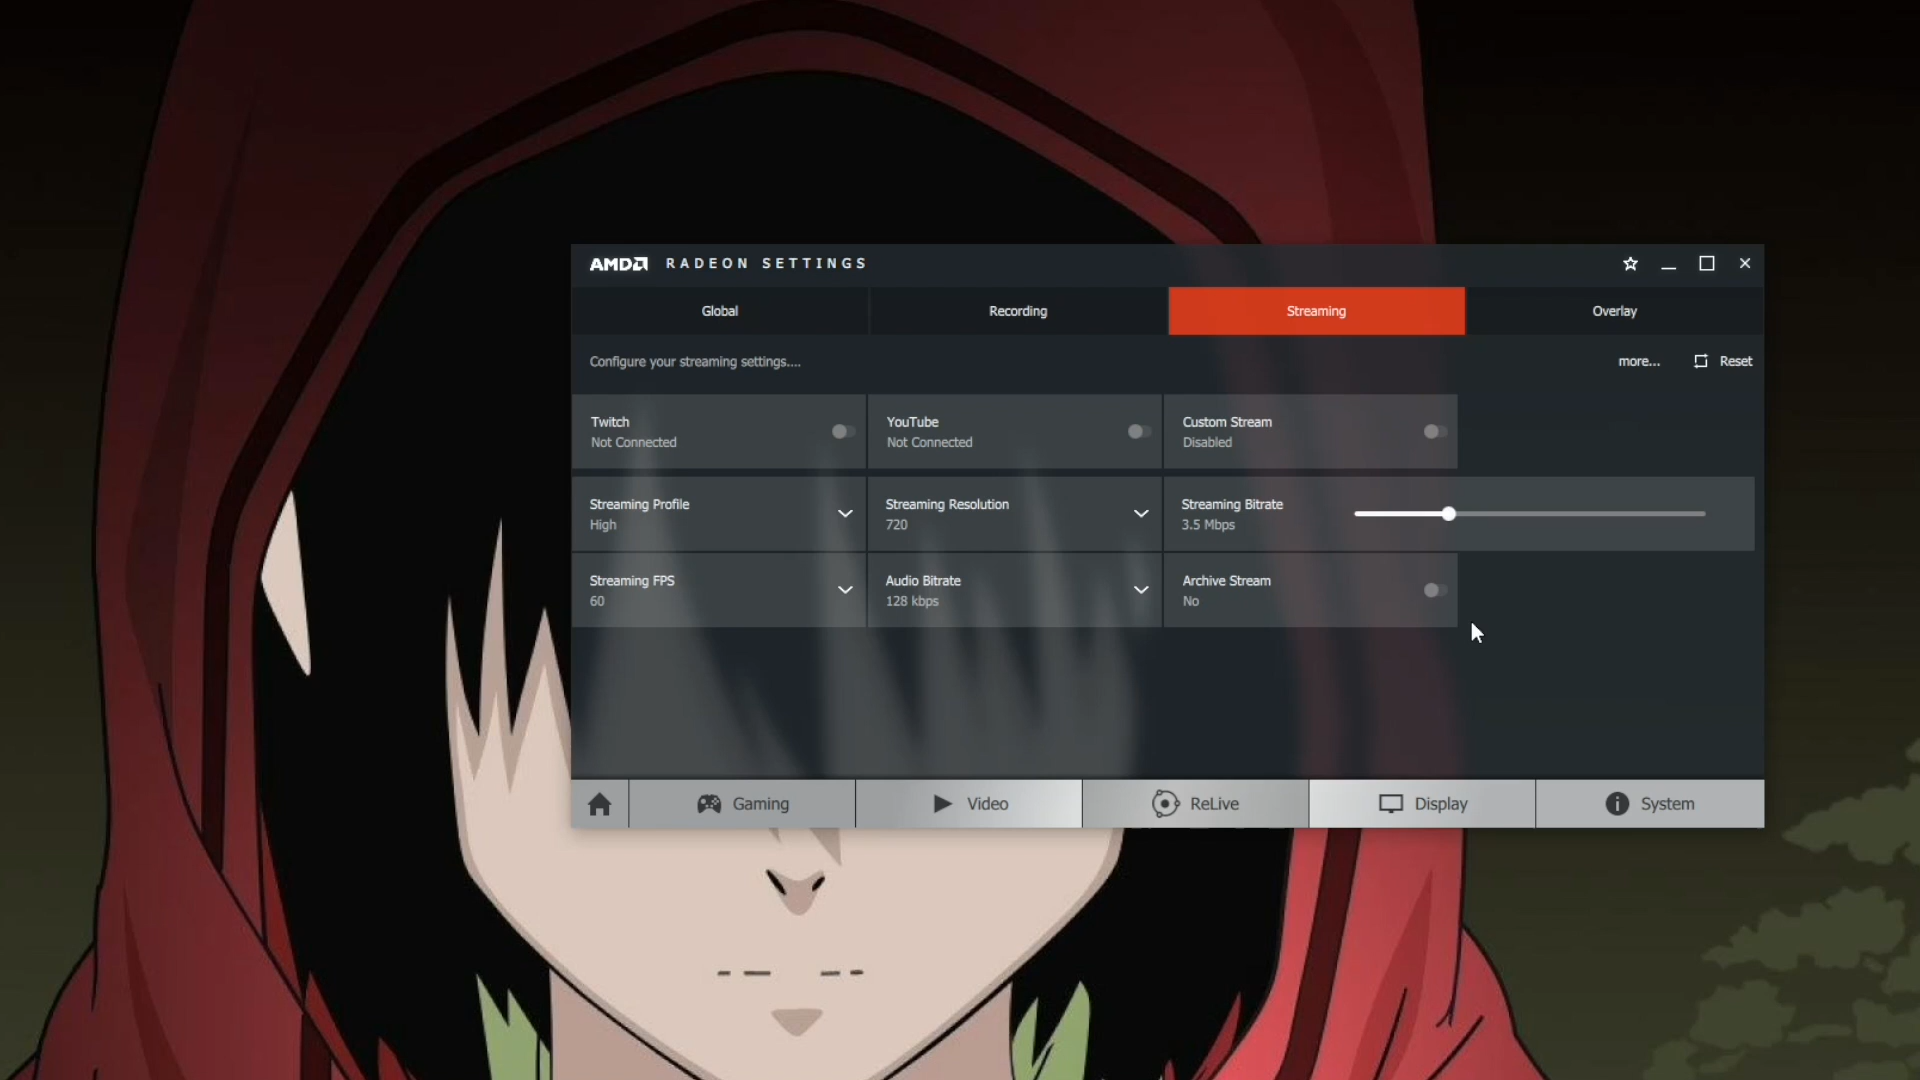 AMD RADEON SETTINGS
Global Recording Streaming Overlay
Configure your streaming settings.... more... Reset
Twitch YouTube Custom Stream
Not Connected Not Connected Disabled
Streaming Profile Streaming Resolution Streaming Bitrate
High 720 3.5 Mbps
Streaming FPS Audio Bitrate Archive Stream
60 128 kbps No
Gaming Video ReLive Display System